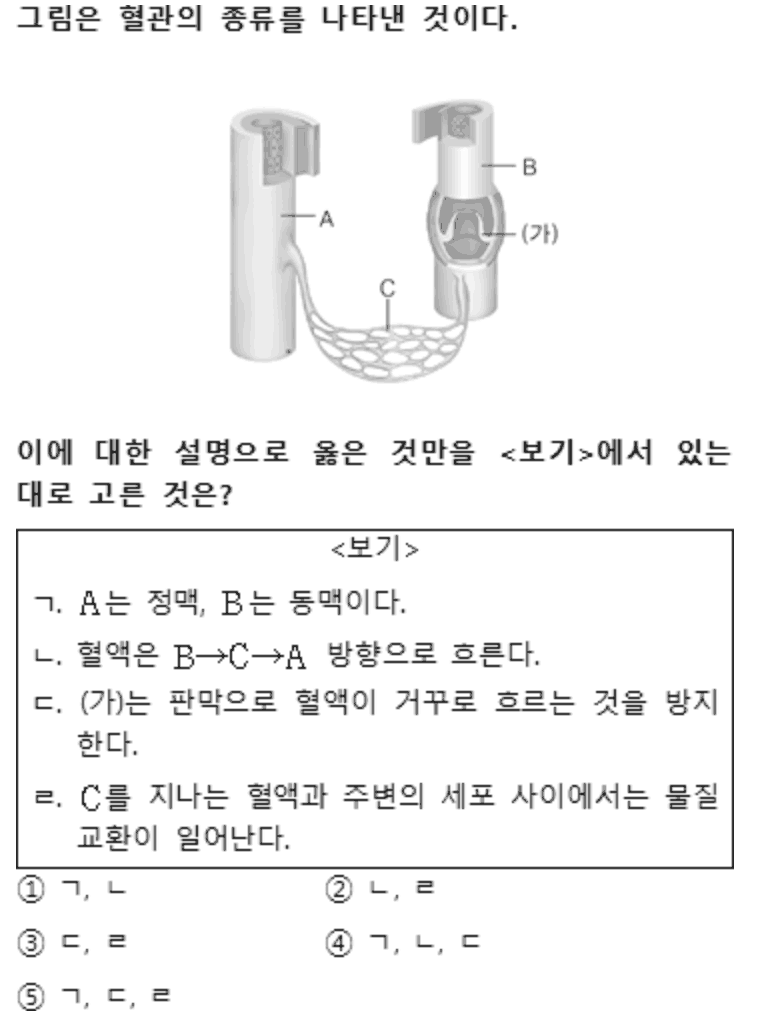 그림은 혈관의 종류를 나타낸 것이다.
B
A
(가)
C
이에 대한 설명으로 옳은 것만을 <보기>에서 있는
대로 고른 것은?
<보기>
ㄱ. A는 정맥, B는 동맥이다.
ㄴ. 혈액은 B→C→A 방향으로 흐른다.
ㄷ. (가)는 판막으로 혈액이 거꾸로 흐르는 것을 방지
한다.
ㄹ. C를 지나는 혈액과 주변의 세포 사이에서는 물질
교환이 일어난다.
① ㄱ, ㄴ ② ㄴ, ㄹ
③ ㄷ, ㄹ ④ ㄱ, ㄴ, ㄷ
⑤ ㄱ, ㄷ, ㄹ